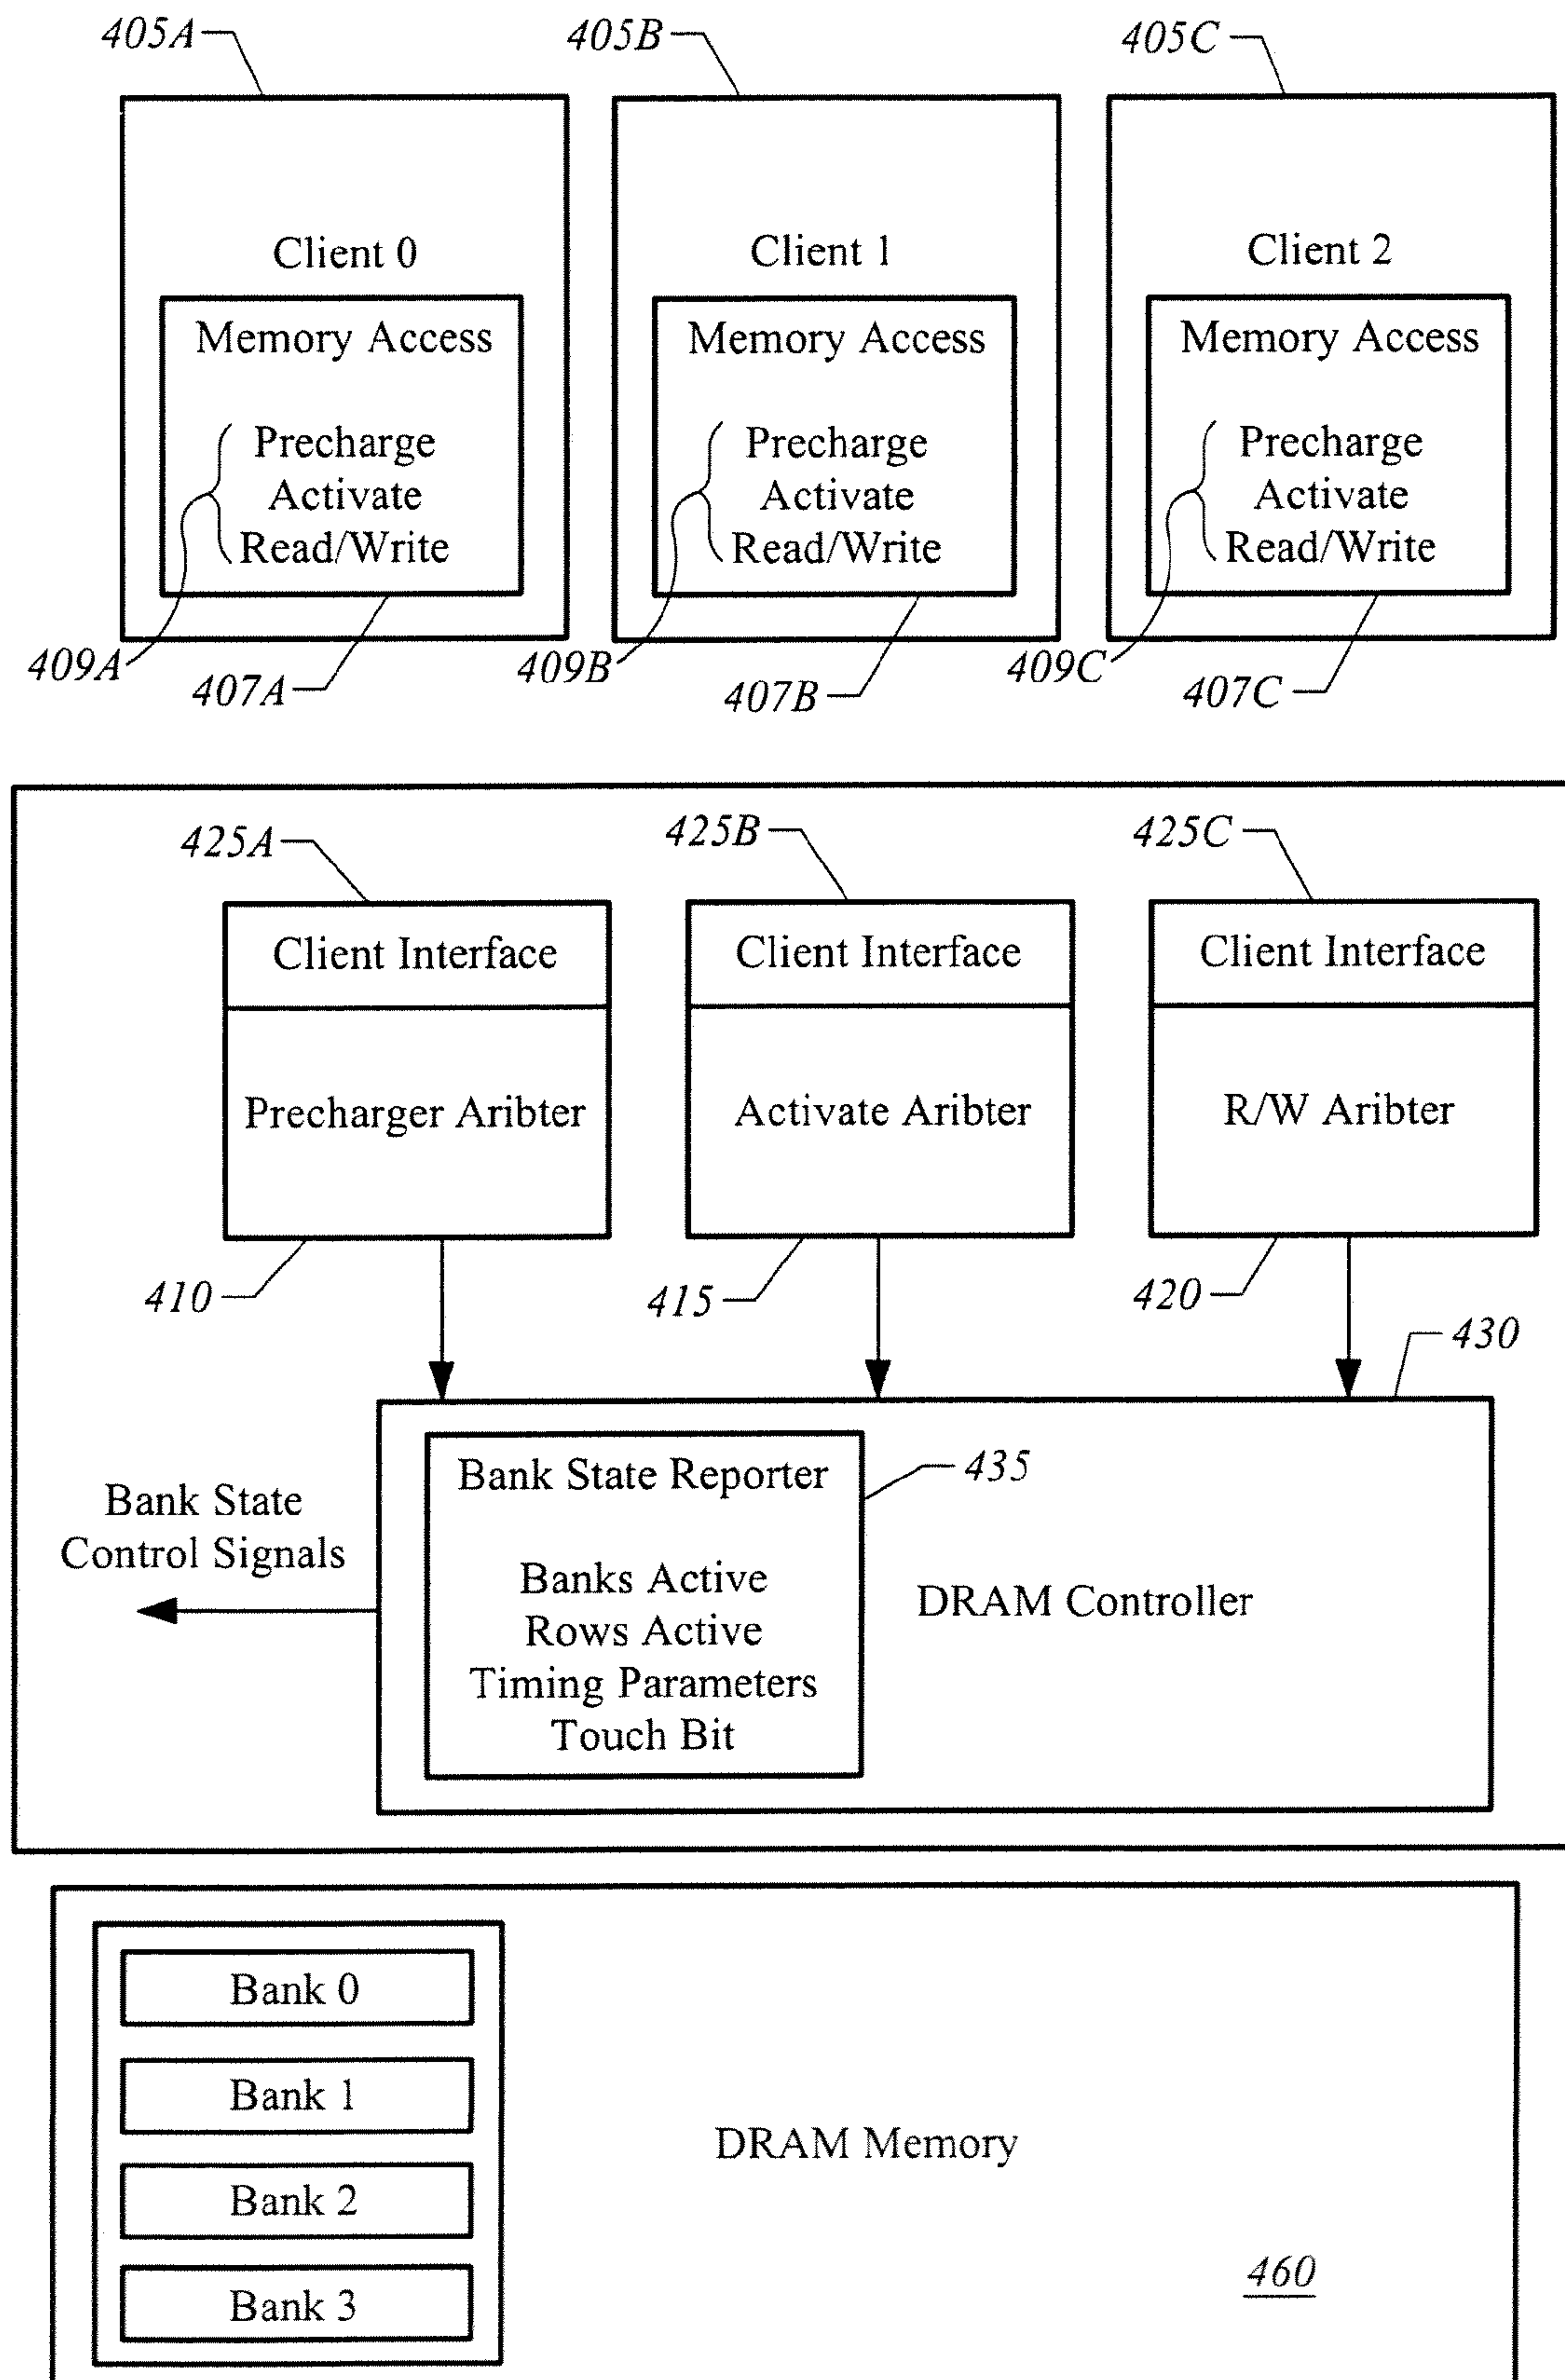 405A
405B
405C
Client 0
Client 1
Client 2
Memory Access
Precharge
Activate
Read/Write
Memory Access
Precharge
Activate
Read/Write
Memory Access
Precharge
Activate
Read/Write
409A
407A
409B
407B
409C
407C
425A
425B
425C
Client Interface
Precharger Aribter
Client Interface
Activate Aribter
Client Interface
R/W Aribter
410
415
420
430
Bank State Reporter
Banks Active
Rows Active
Timing Parameters
Touch Bit
435
DRAM Controller
Bank State
Control Signals
Bank 0
Bank 1
Bank 2
Bank 3
DRAM Memory
460